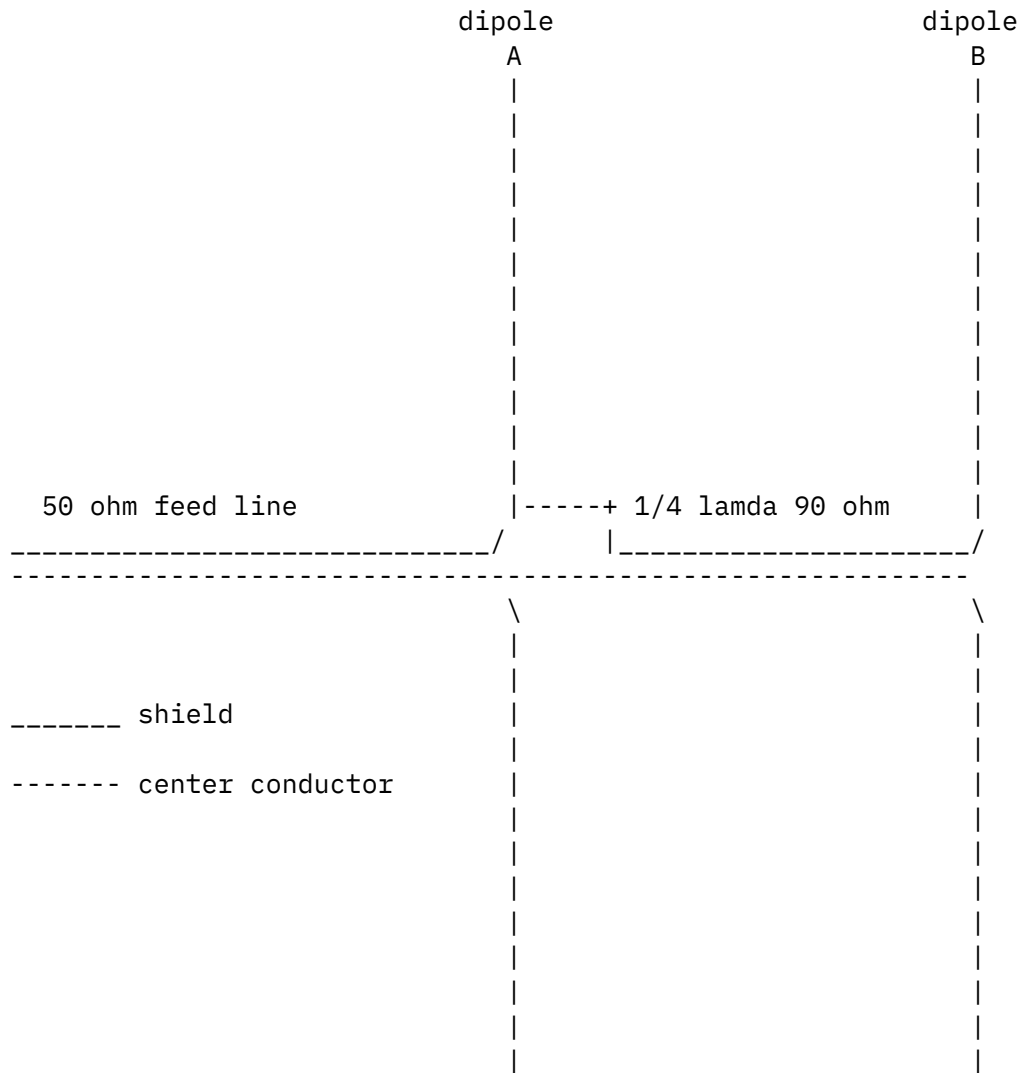 dipole dipole
A B
50 ohm feed line 1/4 lamda 90 ohm
shield
center conductor